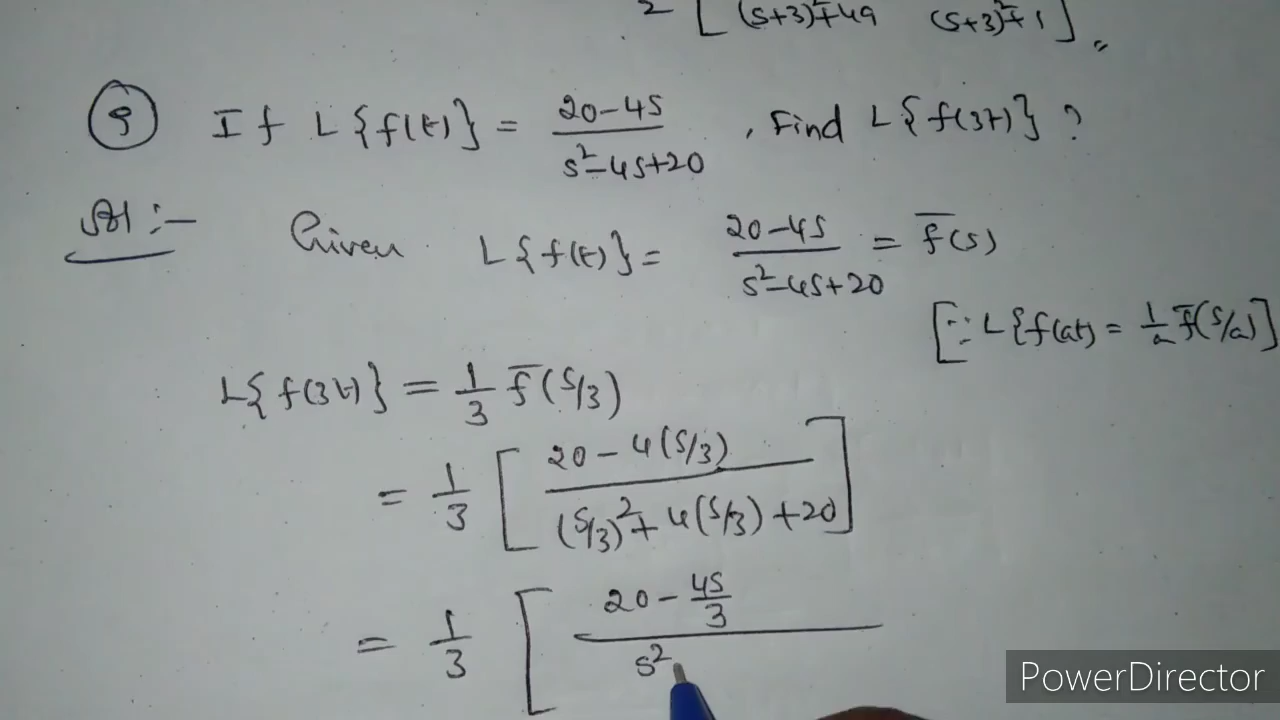 2 [ (s+3)²+49 (s+3)²+1 ] „
⑨ If L{f(t)} = 20-4s / s²-4s+20 , Find L{f(3t)} ?
Sol :- Given L{f(t)} = 20-4s / s²-4s+20 = f̅(s)
[∵ L{f(at) = 1/a f̅(s/a)]
L{f(3t)} = 1/3 f̅(s/3)
= 1/3 [ 20-4(s/3) / (s/3)²+4(s/3)+20 ]
= 1/3 [ 20-4s/3 / s²
PowerDirector